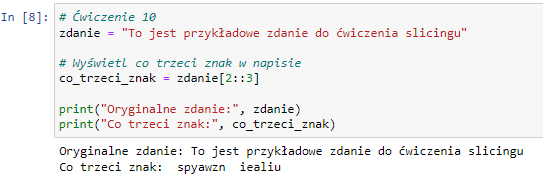 In [8]: # Ćwiczenie 10
zdanie = "To jest przykładowe zdanie do ćwiczenia slicingu"
# Wyświetl co trzeci znak w napisie
co_trzeci_znak = zdanie[2::3]
print("Oryginalne zdanie:", zdanie)
print("Co trzeci znak:", co_trzeci_znak)
Oryginalne zdanie: To jest przykładowe zdanie do ćwiczenia slicingu
Co trzeci znak:  spyawzn  iealiu